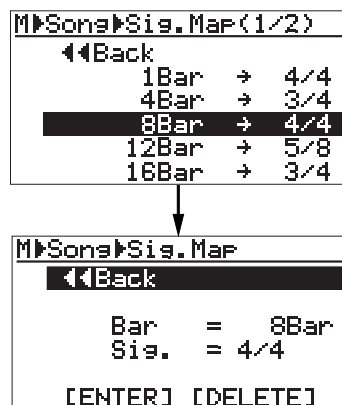 M▶Song▶Sig.Map(1/2)
◀◀Back
1Bar → 4/4
4Bar → 3/4
8Bar → 4/4
12Bar → 5/8
16Bar → 3/4
M▶Song▶Sig.Map
◀◀Back
Bar = 8Bar
Sig. = 4/4
[ENTER] [DELETE]